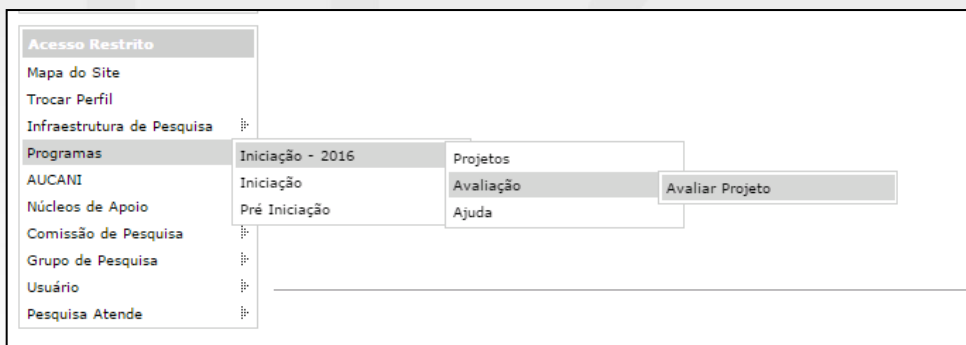 Acesso Restrito
Mapa do Site
Trocar Perfil
Infraestrutura de Pesquisa
Programas
AUCANI
Núcleos de Apoio
Comissão de Pesquisa
Grupo de Pesquisa
Usuário
Pesquisa Atende
Iniciação - 2016
Iniciação
Pré Iniciação
Projetos
Avaliação
Ajuda
Avaliar Projeto